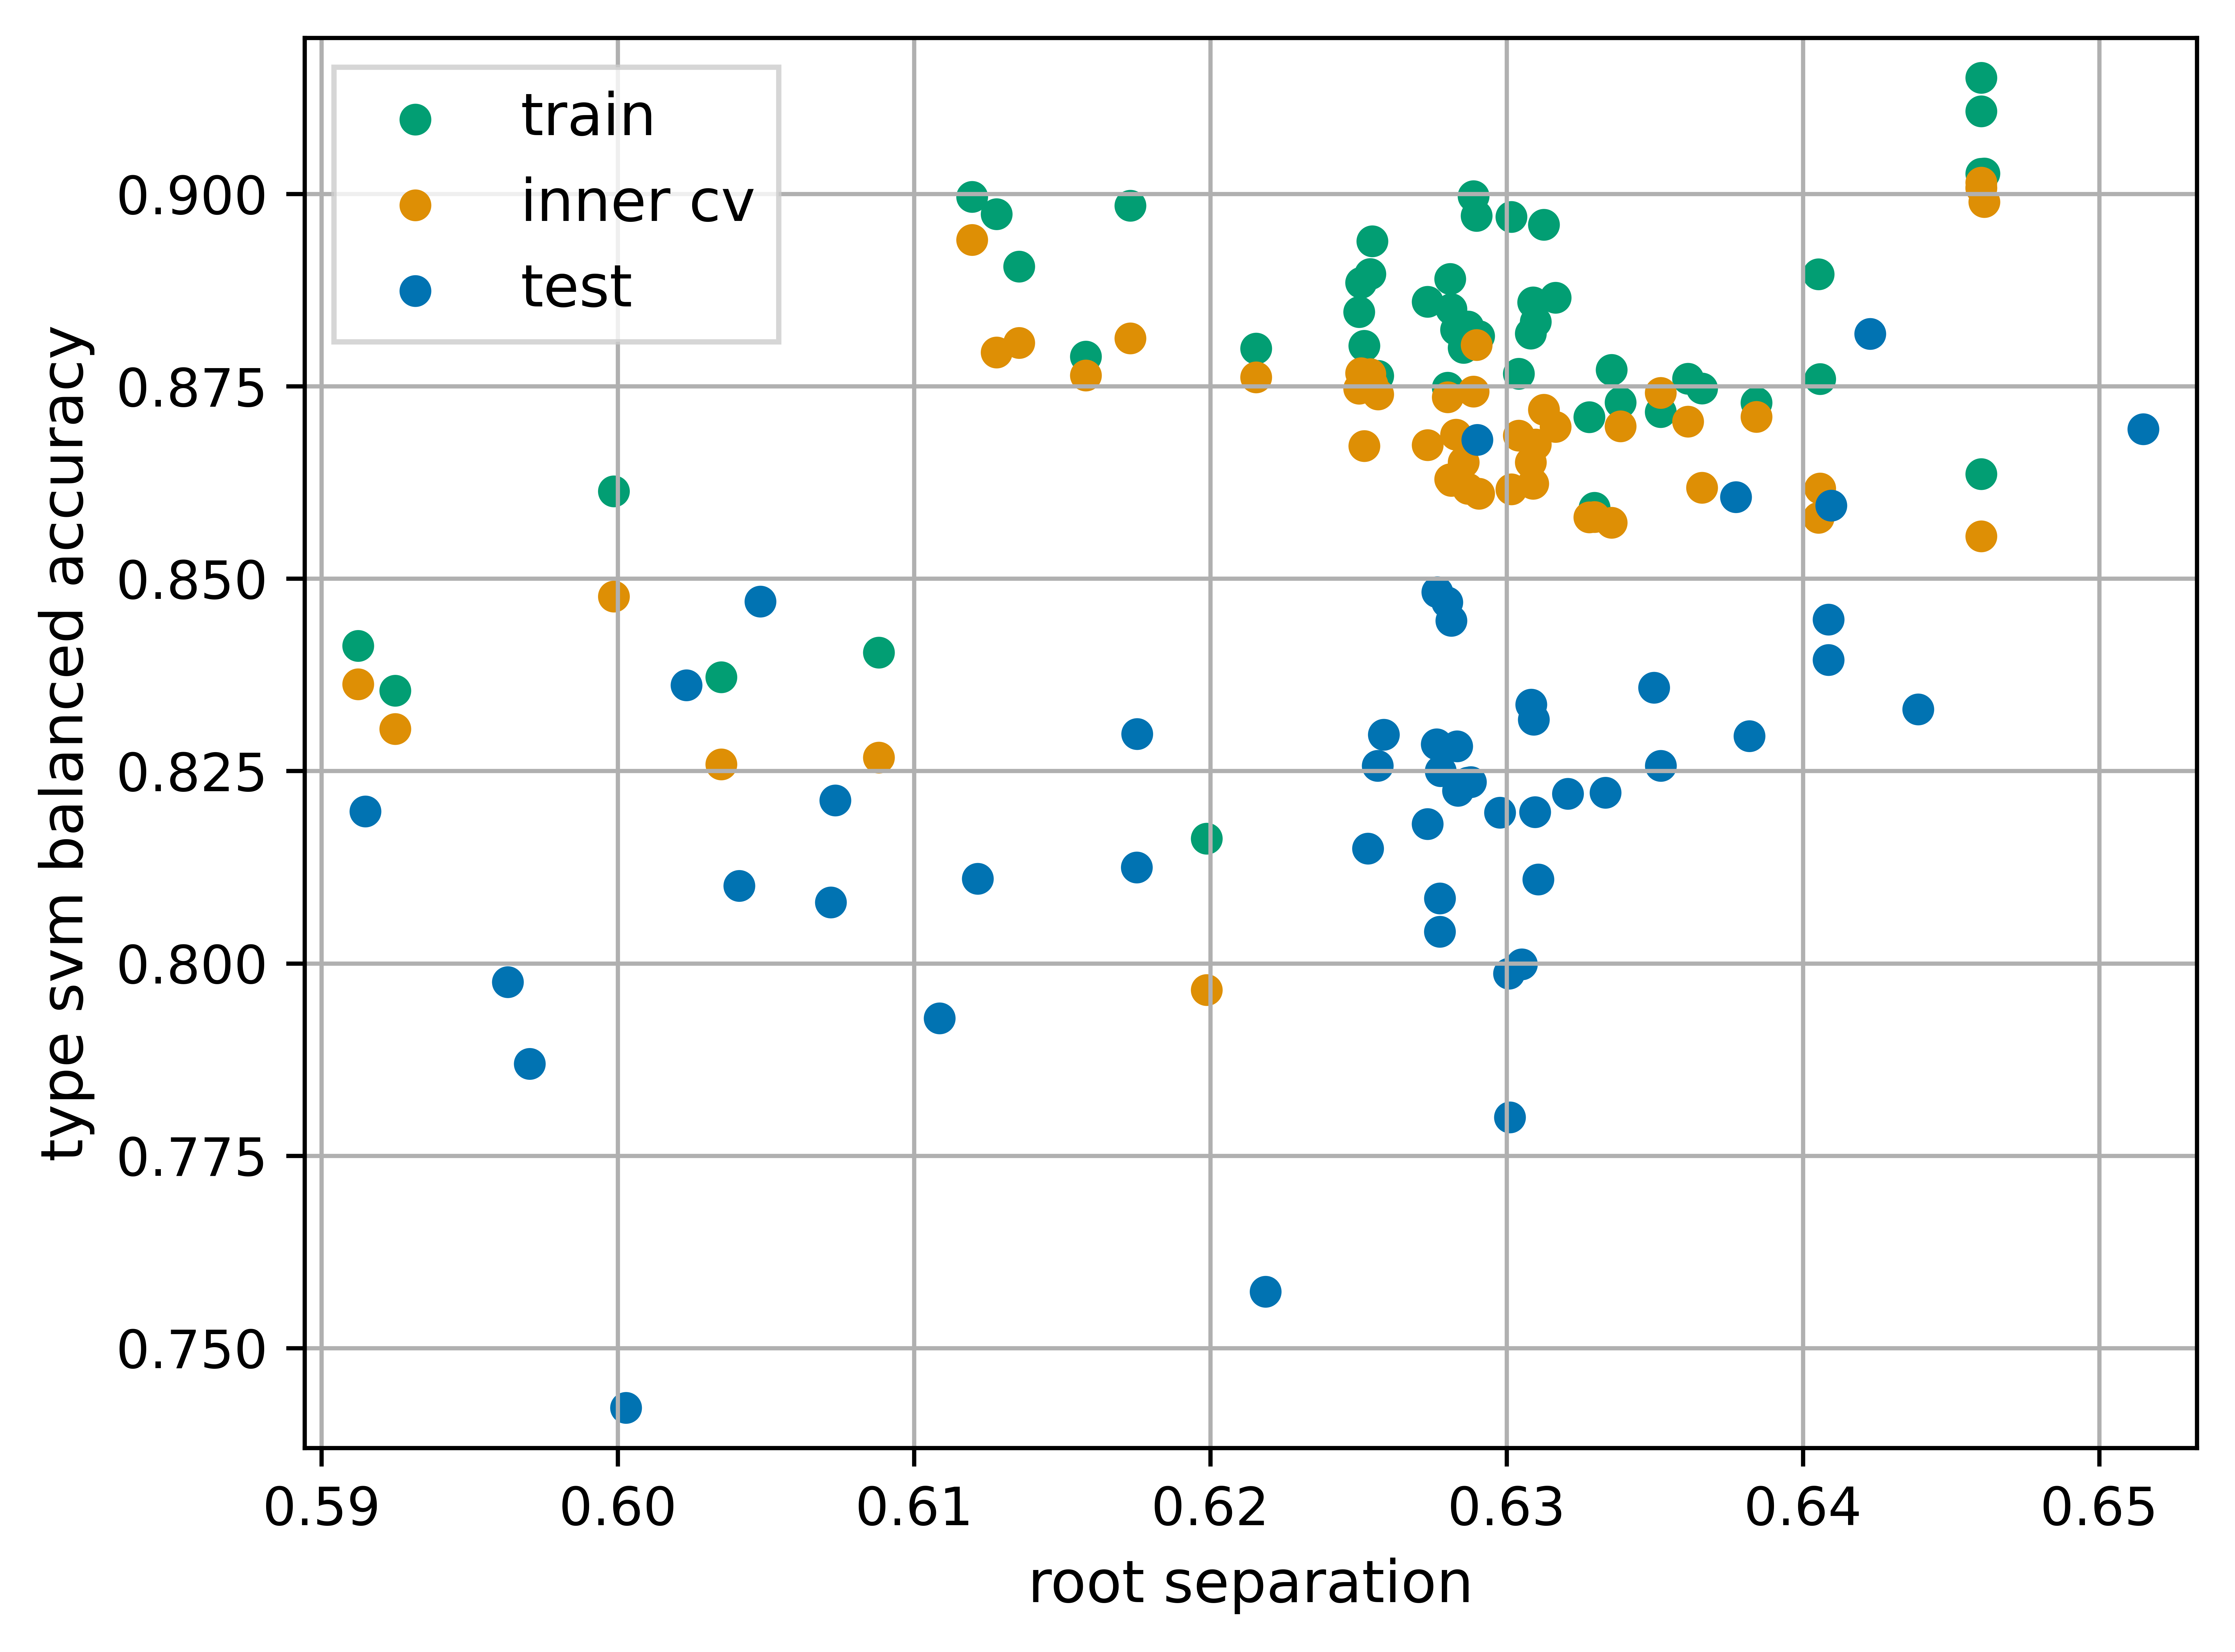 train
inner cv
test
type svm balanced accuracy
0.900
0.875
0.850
0.825
0.800
0.775
0.750
0.59 0.60 0.61 0.62 0.63 0.64 0.65
root separation